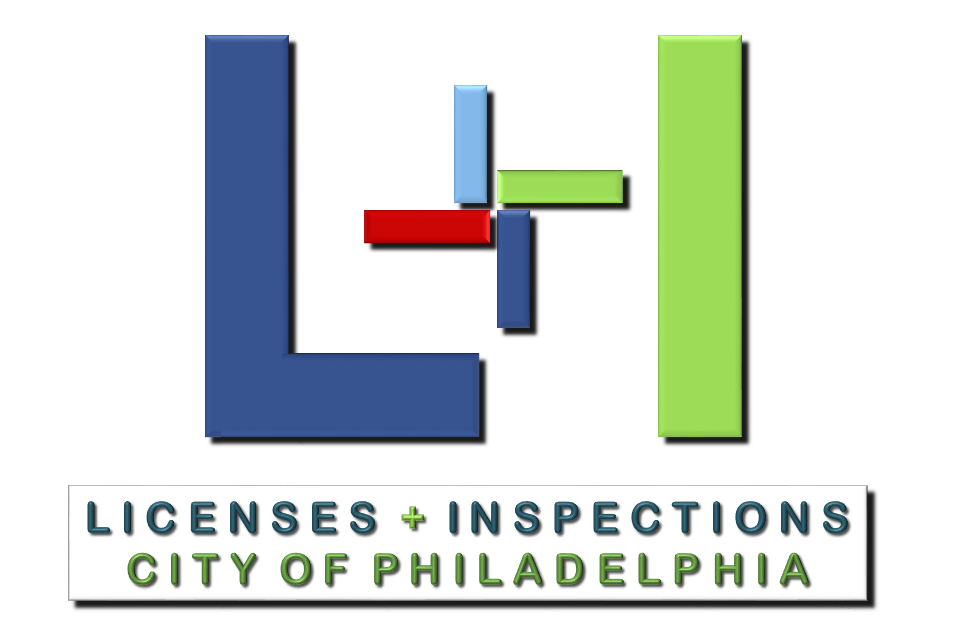 L+I
LICENSES + INSPECTIONS
CITY OF PHILADELPHIA